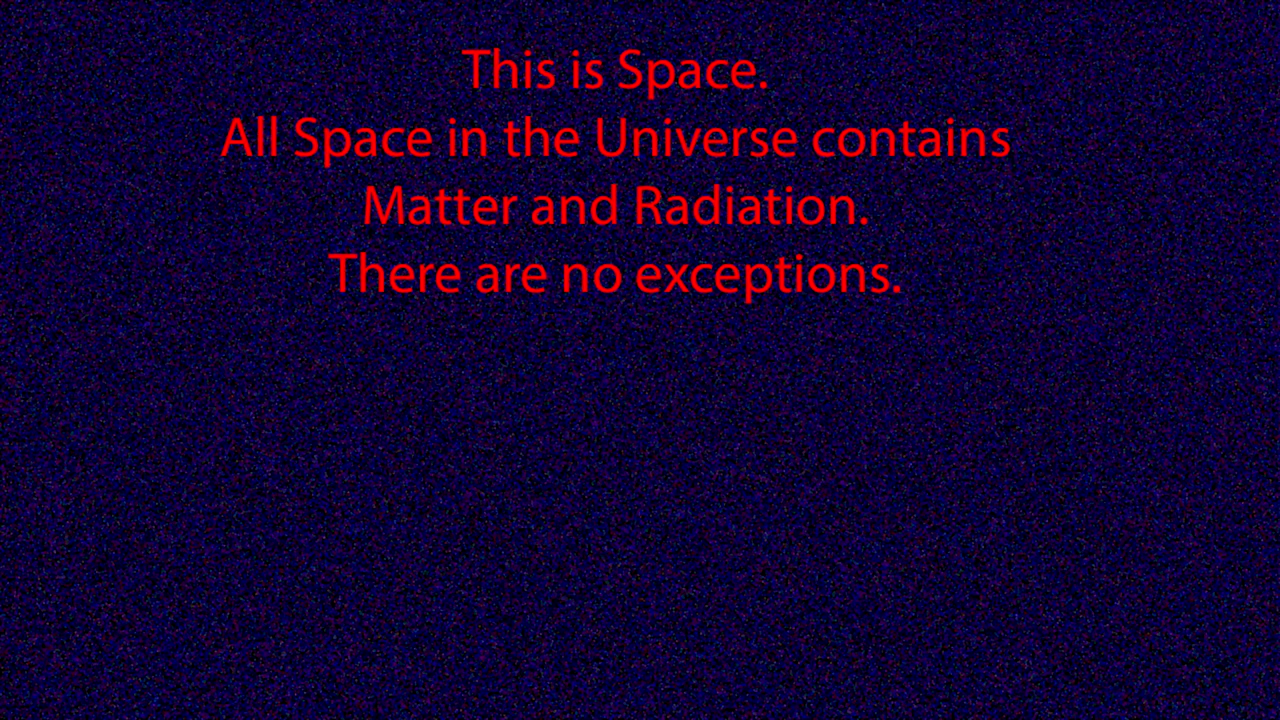 This is Space.
All Space in the Universe contains
Matter and Radiation.
There are no exceptions.